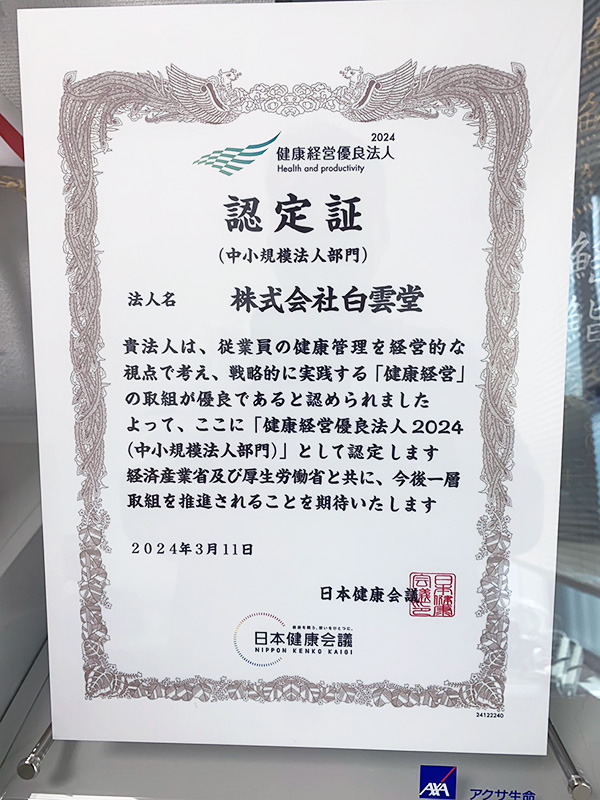 2024
健康経営優良法人
Health and productivity
認定証
(中小規模法人部門)
法人名 株式会社白雲堂
貴法人は、従業員の健康管理を経営的な
視点で考え、戦略的に実践する「健康経営」
の取組が優良であると認められました
よって、ここに「健康経営優良法人2024
(中小規模法人部門)」として認定します
経済産業省及び厚生労働省と共に、今後一層
取組を推進されることを期待いたします
2024年3月11日
日本健康会議
日本健康会議
NIPPON KENKO KAIGI
24122240
AXA アクサ生命